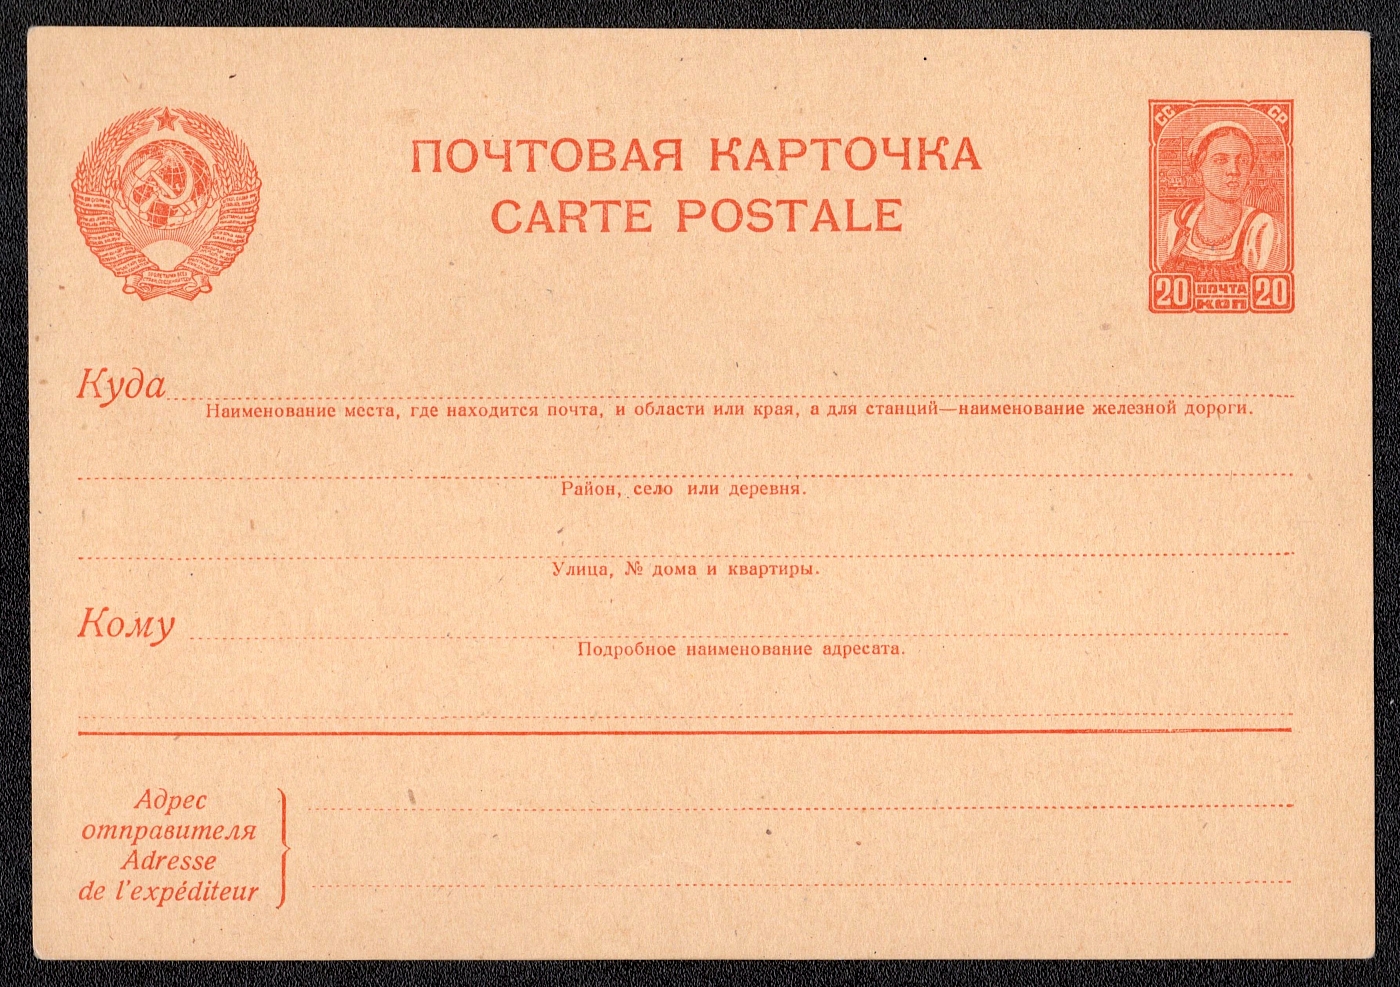 ПОЧТОВАЯ КАРТОЧКА
CARTE POSTALE
СС СР
20 ПОЧТА КОП 20
Куда
Наименование места, где находится почта, и области или края, а для станций—наименование железной дороги.
Район, село или деревня.
Улица, № дома и квартиры.
Кому
Подробное наименование адресата.
Адрес
отправителя
Adresse
de l'expéditeur